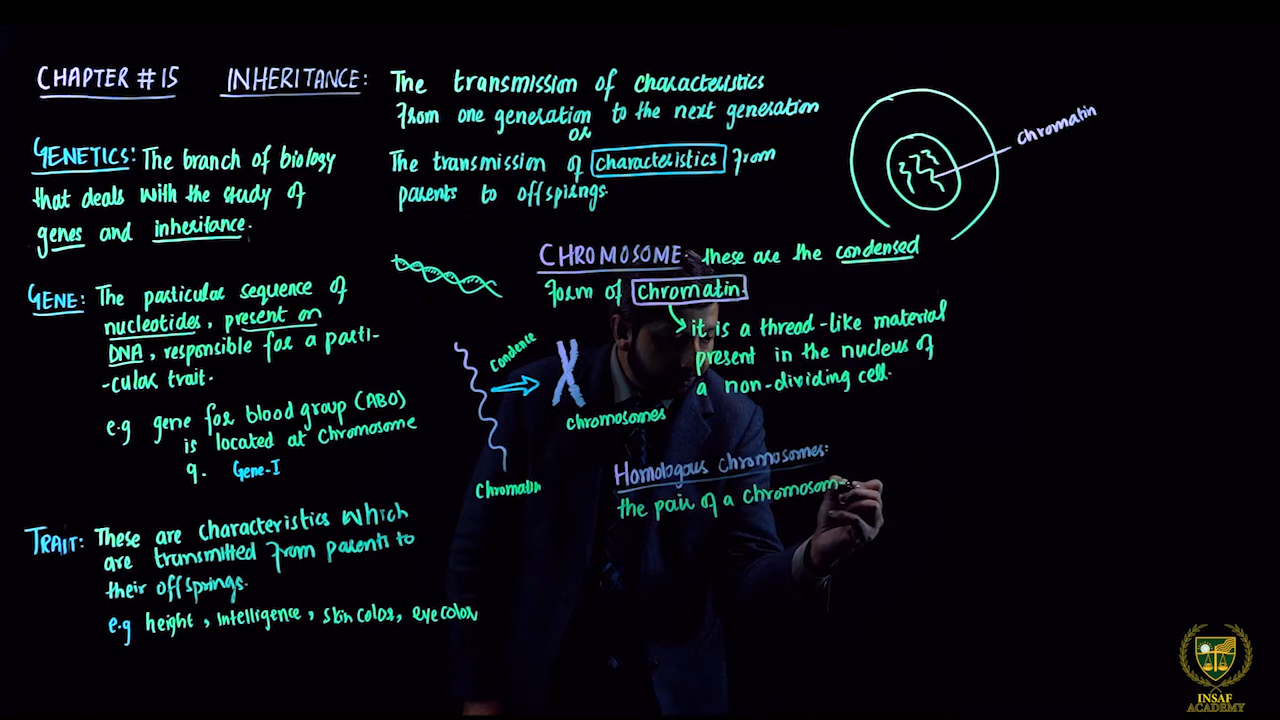 CHAPTER #15
INHERITANCE: The transmission of characteristics
from one generation to the next generation
or
The transmission of characteristics from
parents to offsprings.
GENETICS: The branch of biology
that deals with the study of
genes and inheritance.
GENE: The particular sequence of
nucleotides, present on
DNA, responsible for a parti-
-cular trait.
e.g gene for blood group (ABO)
is located at chromosome
9. Gene-I
TRAIT: These are characteristics which
are transmitted from parents to
their offsprings.
e.g height, intelligence, skin color, eye color
chromatin
CHROMOSOME: these are the condensed
form of chromatin
it is a thread-like material
present in the nucleus of
a non-dividing cell.
Condence
chromosomes
Chromatin
Homologous chromosomes:
the pair of a chromosom
INSAF
ACADEMY